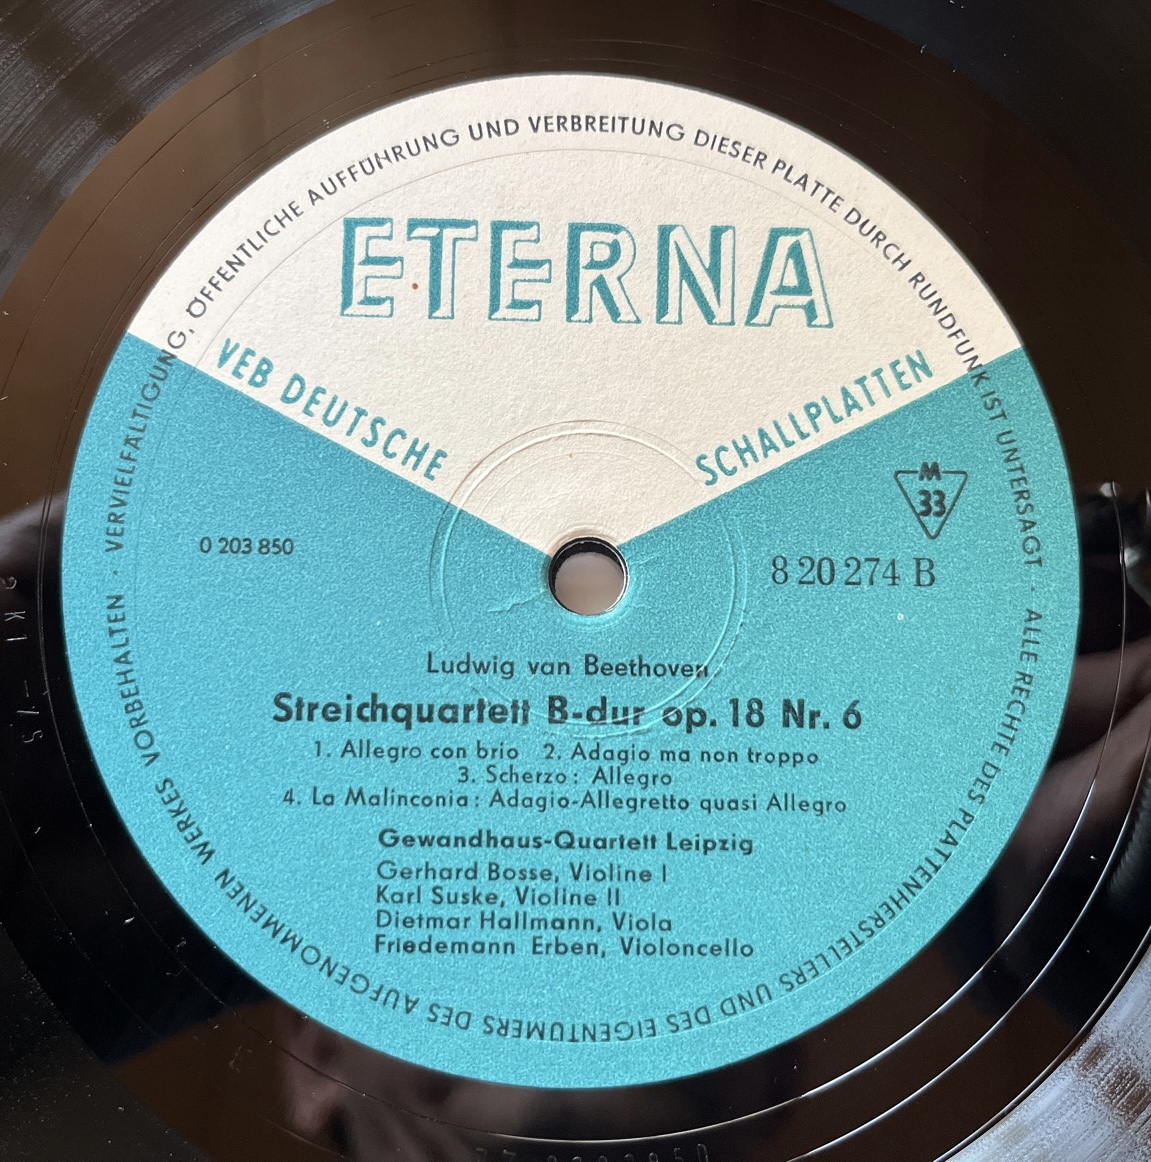 VERVIELFÄLTIGUNG, ÖFFENTLICHE AUFFÜHRUNG UND VERBREITUNG DIESER PLATTE DURCH RUNDFUNK IST UNTERSAGT · ALLE RECHTE DES PLATTENHERSTELLERS UND DES EIGENTÜMERS DES AUFGENOMMENEN WERKES VORBEHALTEN ·
ETERNA
VEB DEUTSCHE SCHALLPLATTEN
M
33
0 203 850
8 20 274 B
Ludwig van Beethoven
Streichquartett B-dur op. 18 Nr. 6
1. Allegro con brio 2. Adagio ma non troppo
3. Scherzo: Allegro
4. La Malinconia: Adagio-Allegretto quasi Allegro
Gewandhaus-Quartett Leipzig
Gerhard Bosse, Violine I
Karl Suske, Violine II
Dietmar Hallmann, Viola
Friedemann Erben, Violoncello